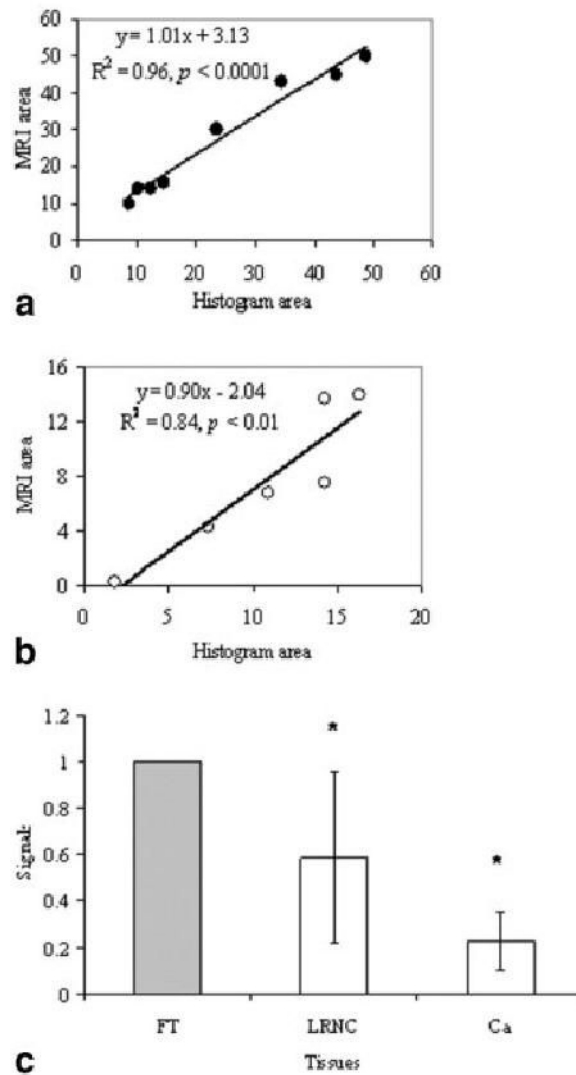 60
50
40
30
20
10
0
y= 1.01x + 3.13
R² = 0.96, p < 0.0001
MRI area
0 10 20 30 40 50 60
Histogram area
a
16
12
8
4
0
y= 0.90x - 2.04
R² = 0.84, p < 0.01
MRI area
0 5 10 15 20
Histogram area
b
1.2
1
0.8
0.6
0.4
0.2
0
Signal:
*
*
FT LRNC Ca
Tissues
c